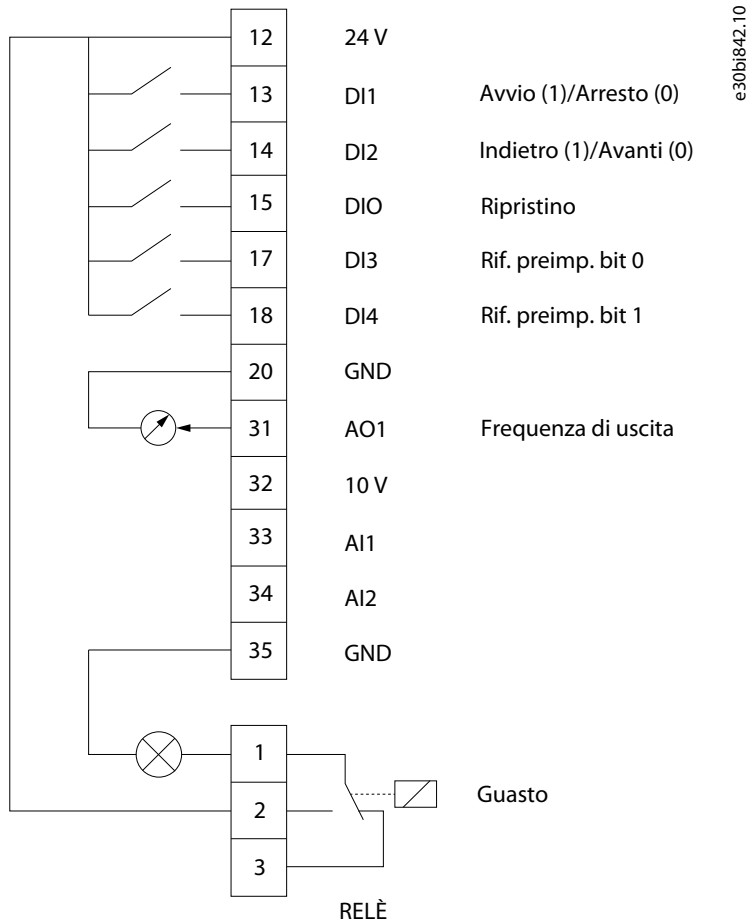 e30bi842.10
12 24 V
13 DI1 Avvio (1)/Arresto (0)
14 DI2 Indietro (1)/Avanti (0)
15 DIO Ripristino
17 DI3 Rif. preimp. bit 0
18 DI4 Rif. preimp. bit 1
20 GND
31 AO1 Frequenza di uscita
32 10 V
33 AI1
34 AI2
35 GND
1
2 Guasto
3
RELÈ